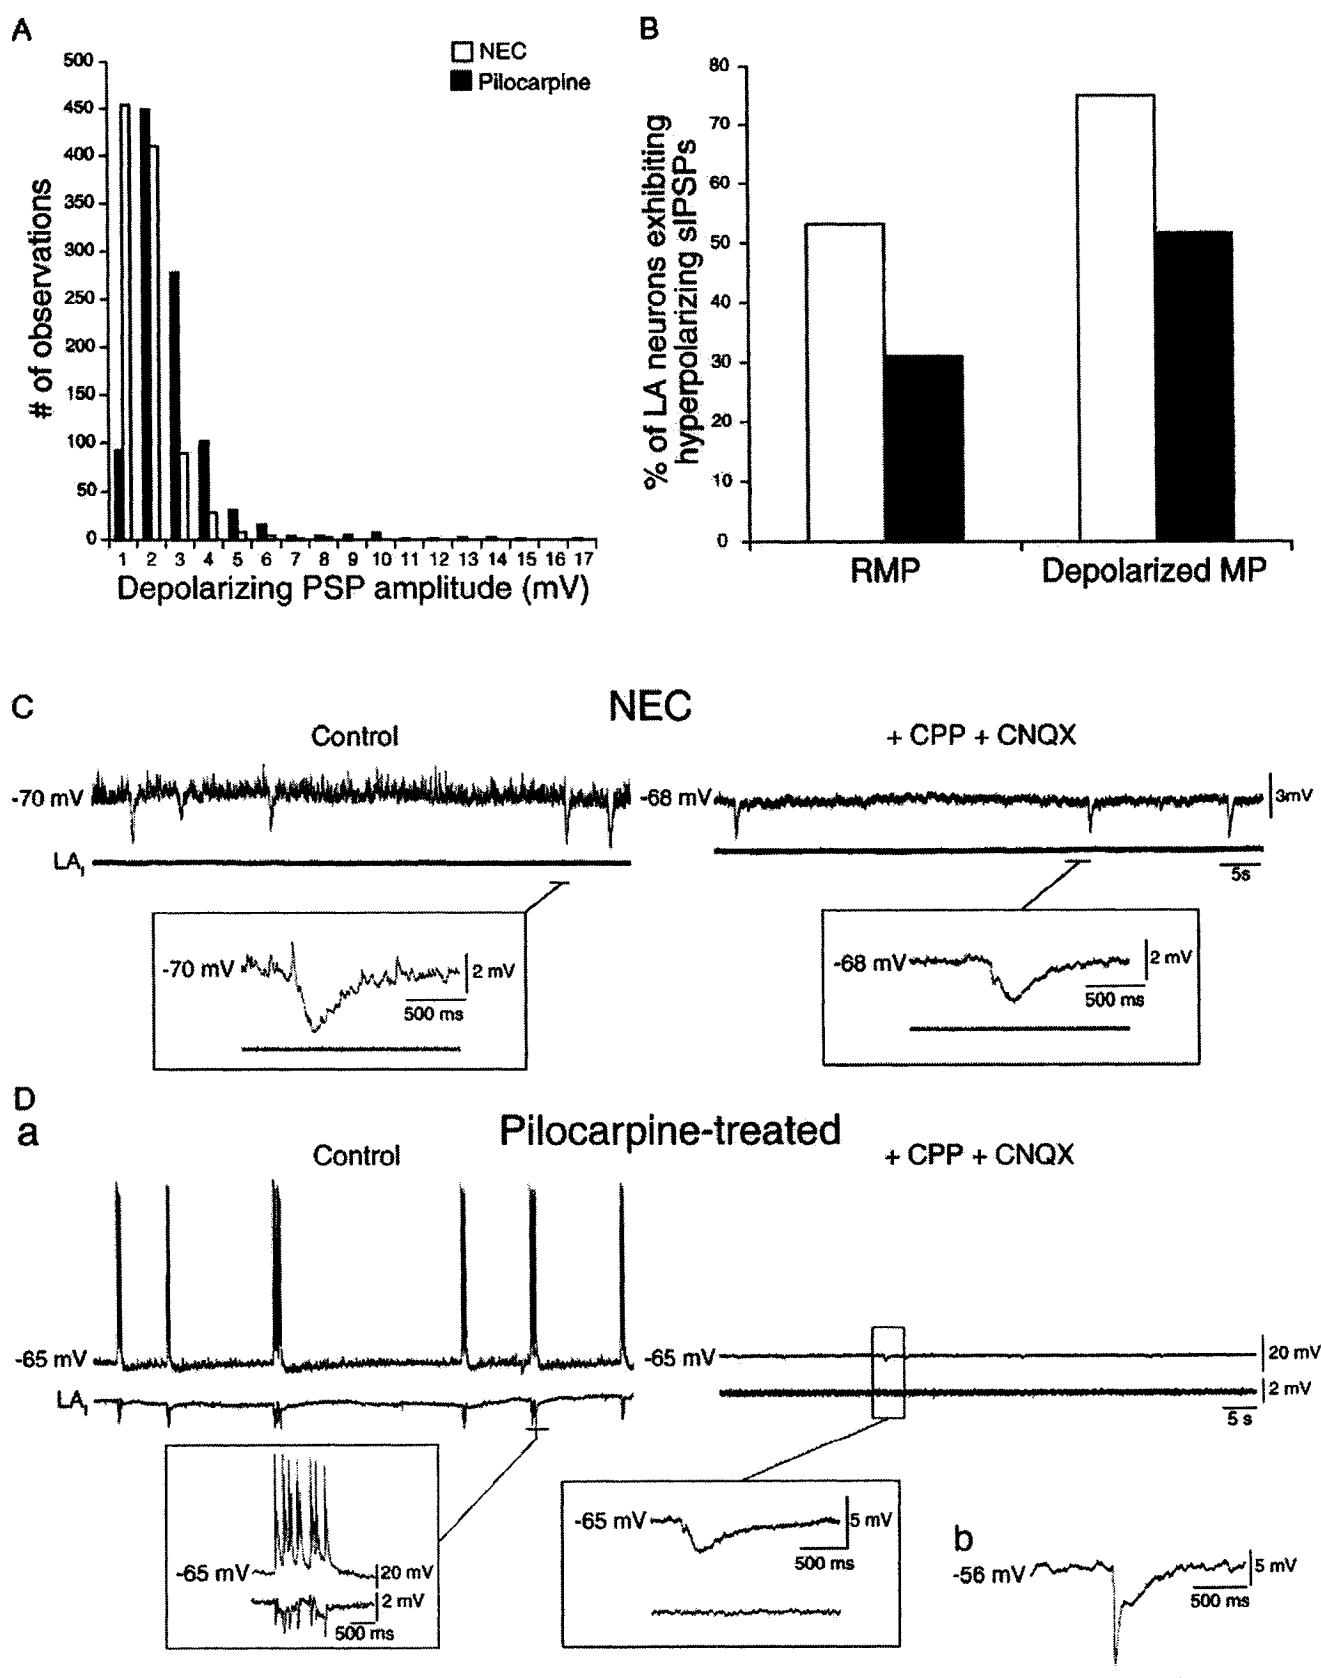 A
NEC
Pilocarpine
500
450
400
350
300
250
200
150
100
50
0
# of observations
1 2 3 4 5 6 7 8 9 10 11 12 13 14 15 16 17
Depolarizing PSP amplitude (mV)
B
80
70
60
50
40
30
20
10
0
% of LA neurons exhibiting
hyperpolarizing sIPSPs
RMP Depolarized MP
C
NEC
Control
+ CPP + CNQX
-70 mV
-68 mV
3mV
LAf
5s
-70 mV
2 mV
500 ms
-68 mV
2 mV
500 ms
D
a
Pilocarpine-treated
Control
+ CPP + CNQX
-65 mV
-65 mV
20 mV
LAf
2 mV
5 s
-65 mV
20 mV
2 mV
500 ms
-65 mV
5 mV
500 ms
b
-56 mV
5 mV
500 ms